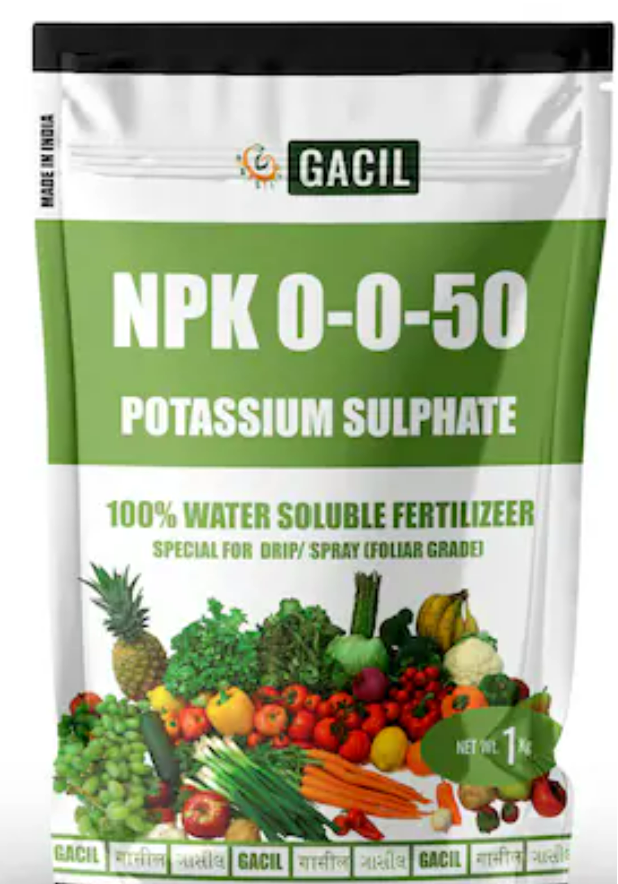 MADE IN INDIA
GACIL
NPK 0-0-50
POTASSIUM SULPHATE
100% WATER SOLUBLE FERTILIZEER
SPECIAL FOR DRIP/ SPRAY (FOLIAR GRADE)
NET WT. 1 Kg
GACIL गासील ગાસીલ GACIL गासील ગાસીલ GACIL गासील